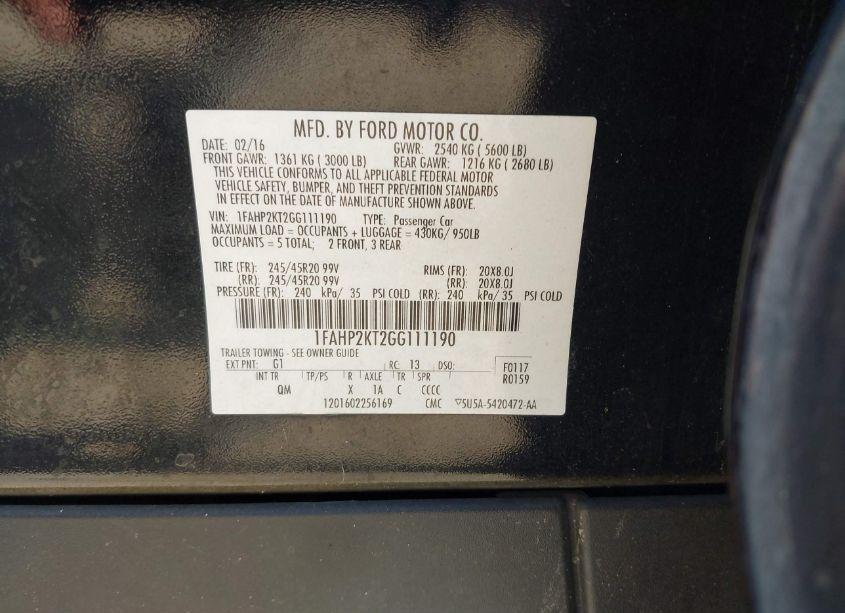 MFD. BY FORD MOTOR CO.
DATE: 02/16 GVWR: 2540 KG ( 5600 LB)
FRONT GAWR: 1361 KG ( 3000 LB) REAR GAWR: 1216 KG ( 2680 LB)
THIS VEHICLE CONFORMS TO ALL APPLICABLE FEDERAL MOTOR
VEHICLE SAFETY, BUMPER, AND THEFT PREVENTION STANDARDS
IN EFFECT ON THE DATE OF MANUFACTURE SHOWN ABOVE.
VIN: 1FAHP2KT2GG111190 TYPE: Passenger Car
MAXIMUM LOAD = OCCUPANTS + LUGGAGE = 430KG/ 950LB
OCCUPANTS = 5 TOTAL; 2 FRONT, 3 REAR
TIRE (FR): 245/45R20 99V RIMS (FR): 20X8.0J
(RR): 245/45R20 99V (RR): 20X8.0J
PRESSURE (FR): 240 kPa/ 35 PSI COLD (RR): 240 kPa/ 35 PSI COLD
1FAHP2KT2GG111190
TRAILER TOWING - SEE OWNER GUIDE
EXT PNT: G1 RC: 13 DSO: F0117
INT TR TP/PS R AXLE TR SPR R0159
QM X 1A C CCCC
1201602256169 CMC ▽5U5A-5420472-AA